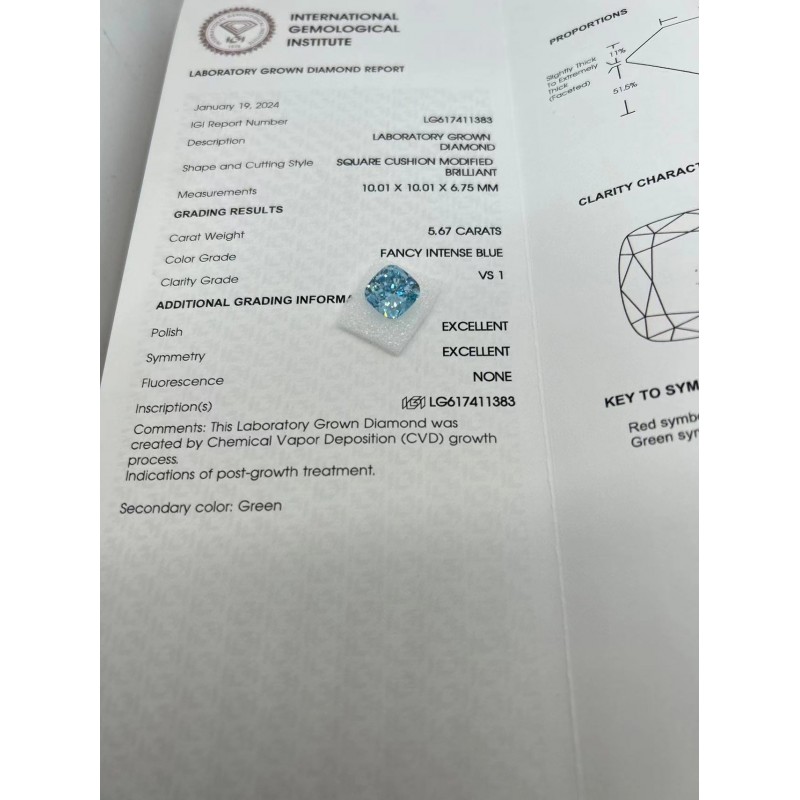 INTERNATIONAL
GEMOLOGICAL
INSTITUTE
LABORATORY GROWN DIAMOND REPORT
January 19, 2024
IGI Report Number LG617411383
Description LABORATORY GROWN
DIAMOND
Shape and Cutting Style SQUARE CUSHION MODIFIED
BRILLIANT
Measurements 10.01 X 10.01 X 6.75 MM
GRADING RESULTS
Carat Weight 5.67 CARATS
Color Grade FANCY INTENSE BLUE
Clarity Grade VS 1
ADDITIONAL GRADING INFORMA
Polish EXCELLENT
Symmetry EXCELLENT
Fluorescence NONE
Inscription(s) IGI LG617411383
Comments: This Laboratory Grown Diamond was
created by Chemical Vapor Deposition (CVD) growth
process.
Indications of post-growth treatment.
Secondary color: Green
PROPORTIONS
Slightly Thick
To Extremely
Thick
(Faceted)
11%
51.5%
CLARITY CHARACT
KEY TO SYM
Red symbo
Green syn